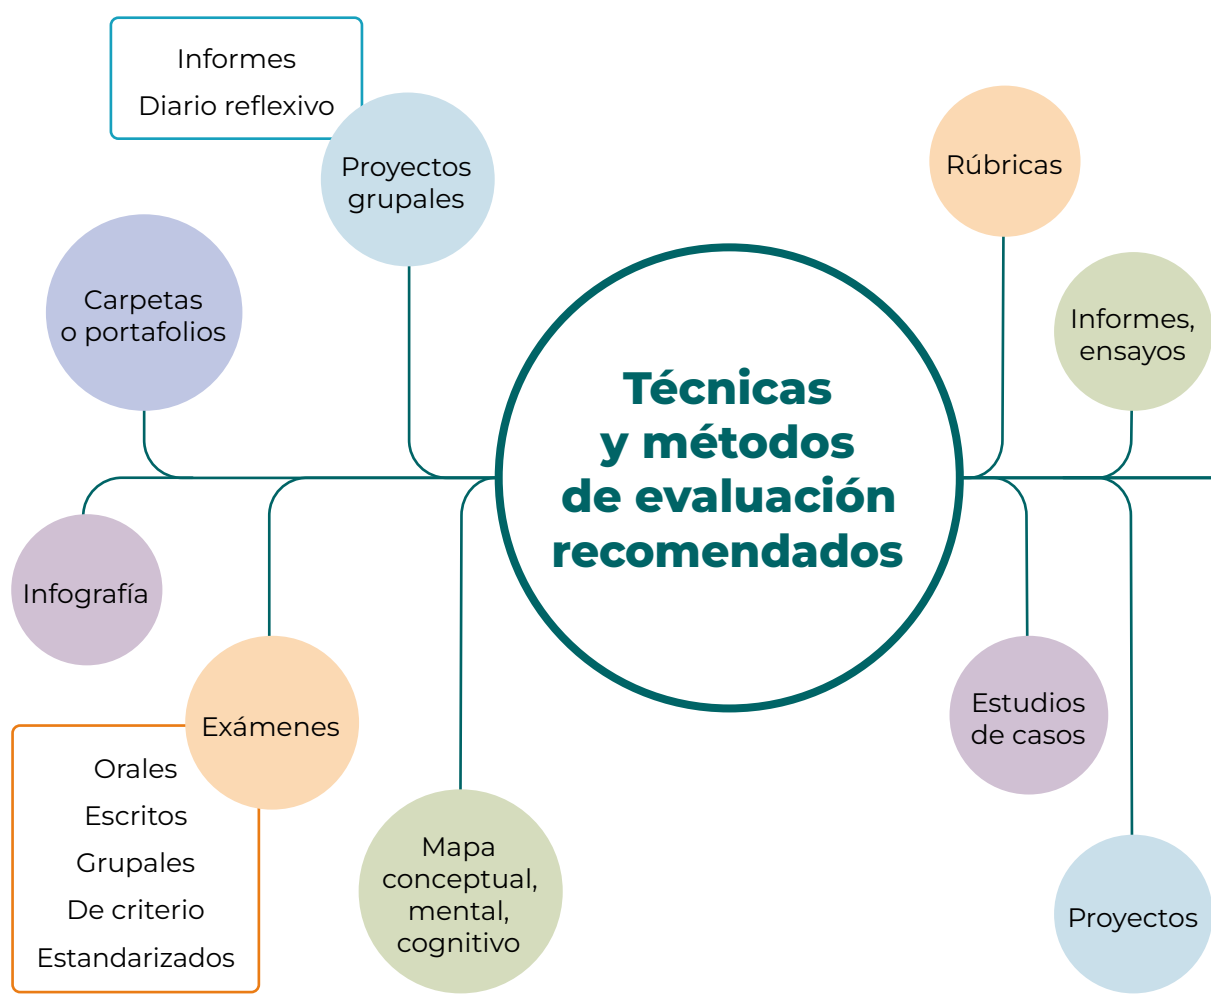 Informes
Diario reflexivo
Proyectos
grupales
Carpetas
o portafolios
Infografía
Exámenes
Orales
Escritos
Grupales
De criterio
Estandarizados
Mapa
conceptual,
mental,
cognitivo
Técnicas
y métodos
de evaluación
recomendados
Rúbricas
Informes,
ensayos
Estudios
de casos
Proyectos